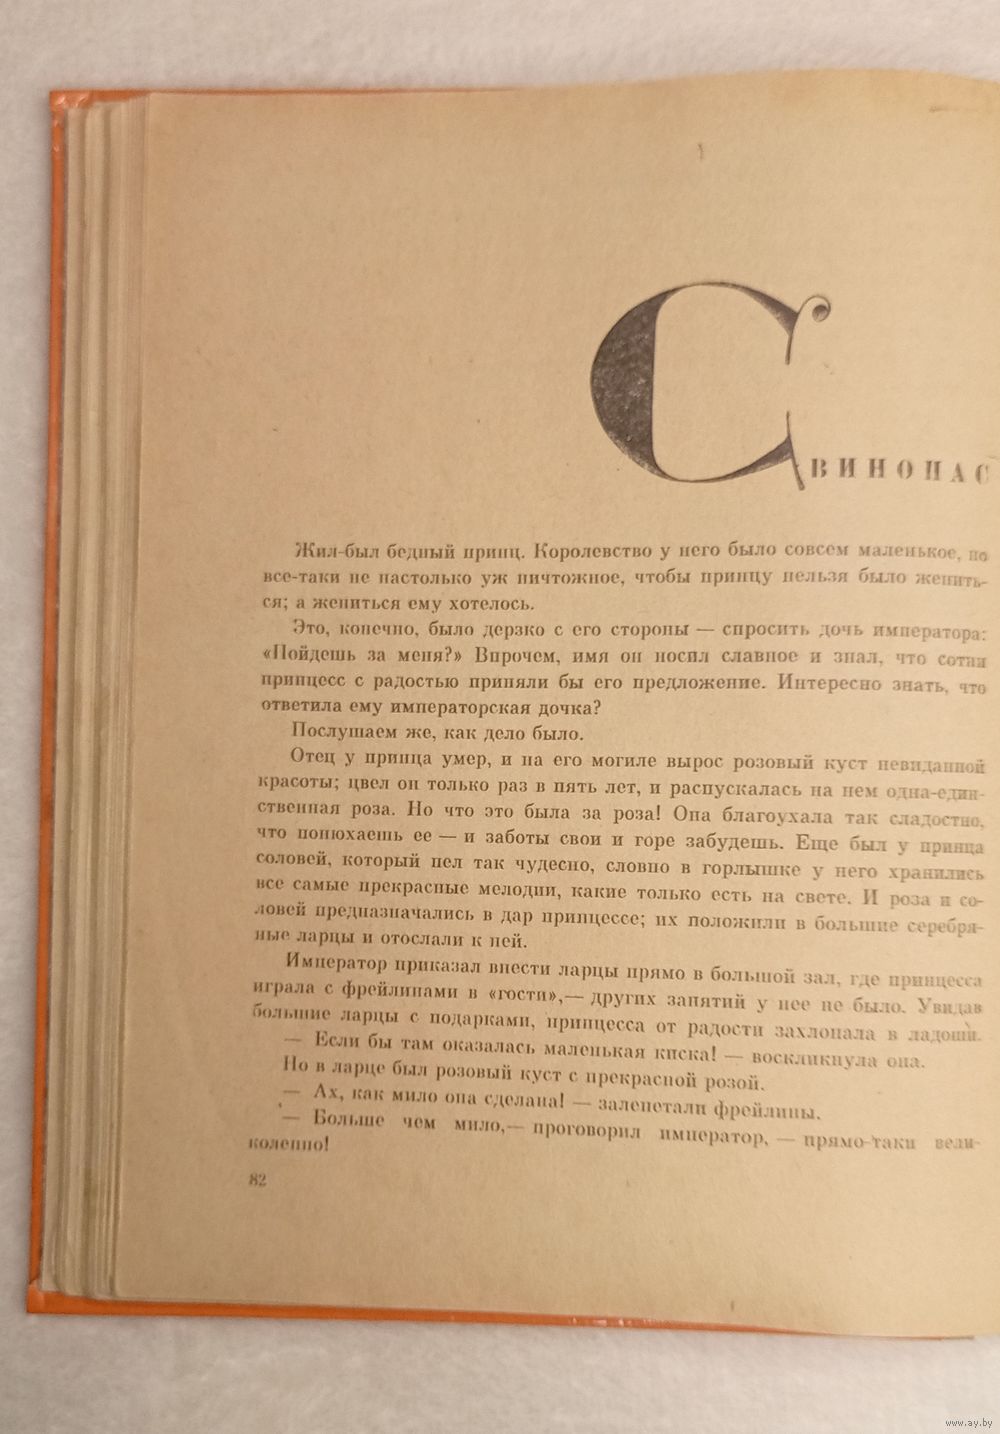 СВИНОПАС
Жил-был бедный принц. Королевство у него было совсем маленькое, но
все-таки не настолько уж ничтожное, чтобы принцу нельзя было женить-
ся; а жениться ему хотелось.
Это, конечно, было дерзко с его стороны — спросить дочь императора:
«Пойдешь за меня?» Впрочем, имя он носил славное и знал, что сотни
принцесс с радостью приняли бы его предложение. Интересно знать, что
ответила ему императорская дочка?
Послушаем же, как дело было.
Отец у принца умер, и на его могиле вырос розовый куст невиданной
красоты; цвел он только раз в пять лет, и распускалась на нем одна-един-
ственная роза. Но что это была за роза! Она благоухала так сладостно,
что понюхаешь ее — и заботы свои и горе забудешь. Еще был у принца
соловей, который пел так чудесно, словно в горлышке у него хранились
все самые прекрасные мелодии, какие только есть на свете. И роза и со-
ловей предназначались в дар принцессе; их положили в большие серебря-
ные ларцы и отослали к ней.
Император приказал внести ларцы прямо в большой зал, где принцесса
играла с фрейлинами в «гости»,— других занятий у нее не было. Увидав
большие ларцы с подарками, принцесса от радости захлопала в ладоши.
— Если бы там оказалась маленькая киска! — воскликнула она.
Но в ларце был розовый куст с прекрасной розой.
— Ах, как мило она сделана! — залепетали фрейлины.
— Больше чем мило,— проговорил император, — прямо-таки вели-
колепно!
82
www.ay.by